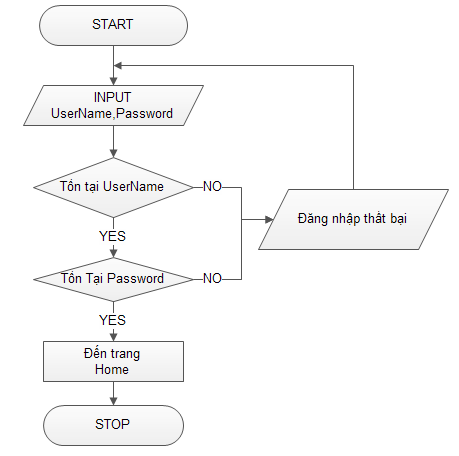 START
INPUT
UserName,Password
Tồn tại UserName
NO
Đăng nhập thất bại
YES
Tồn Tại Password
NO
YES
Đến trang
Home
STOP